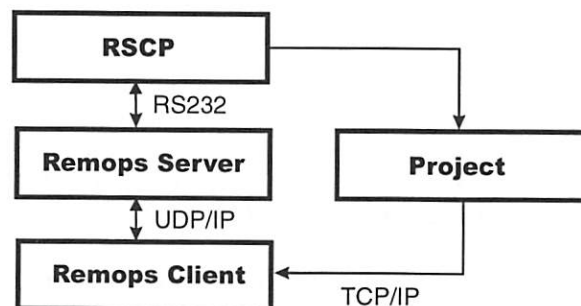 RSCP
RS232
Remops Server
Project
UDP/IP
Remops Client
TCP/IP